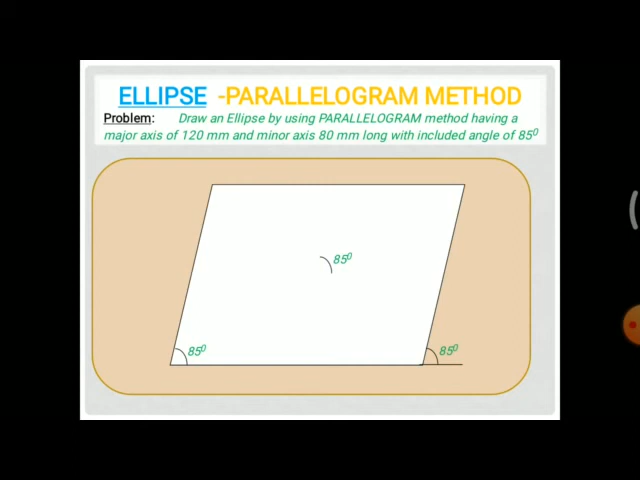 ELLIPSE -PARALLELOGRAM METHOD
Problem: Draw an Ellipse by using PARALLELOGRAM method having a
major axis of 120 mm and minor axis 80 mm long with included angle of 85⁰
85⁰
85⁰
85⁰